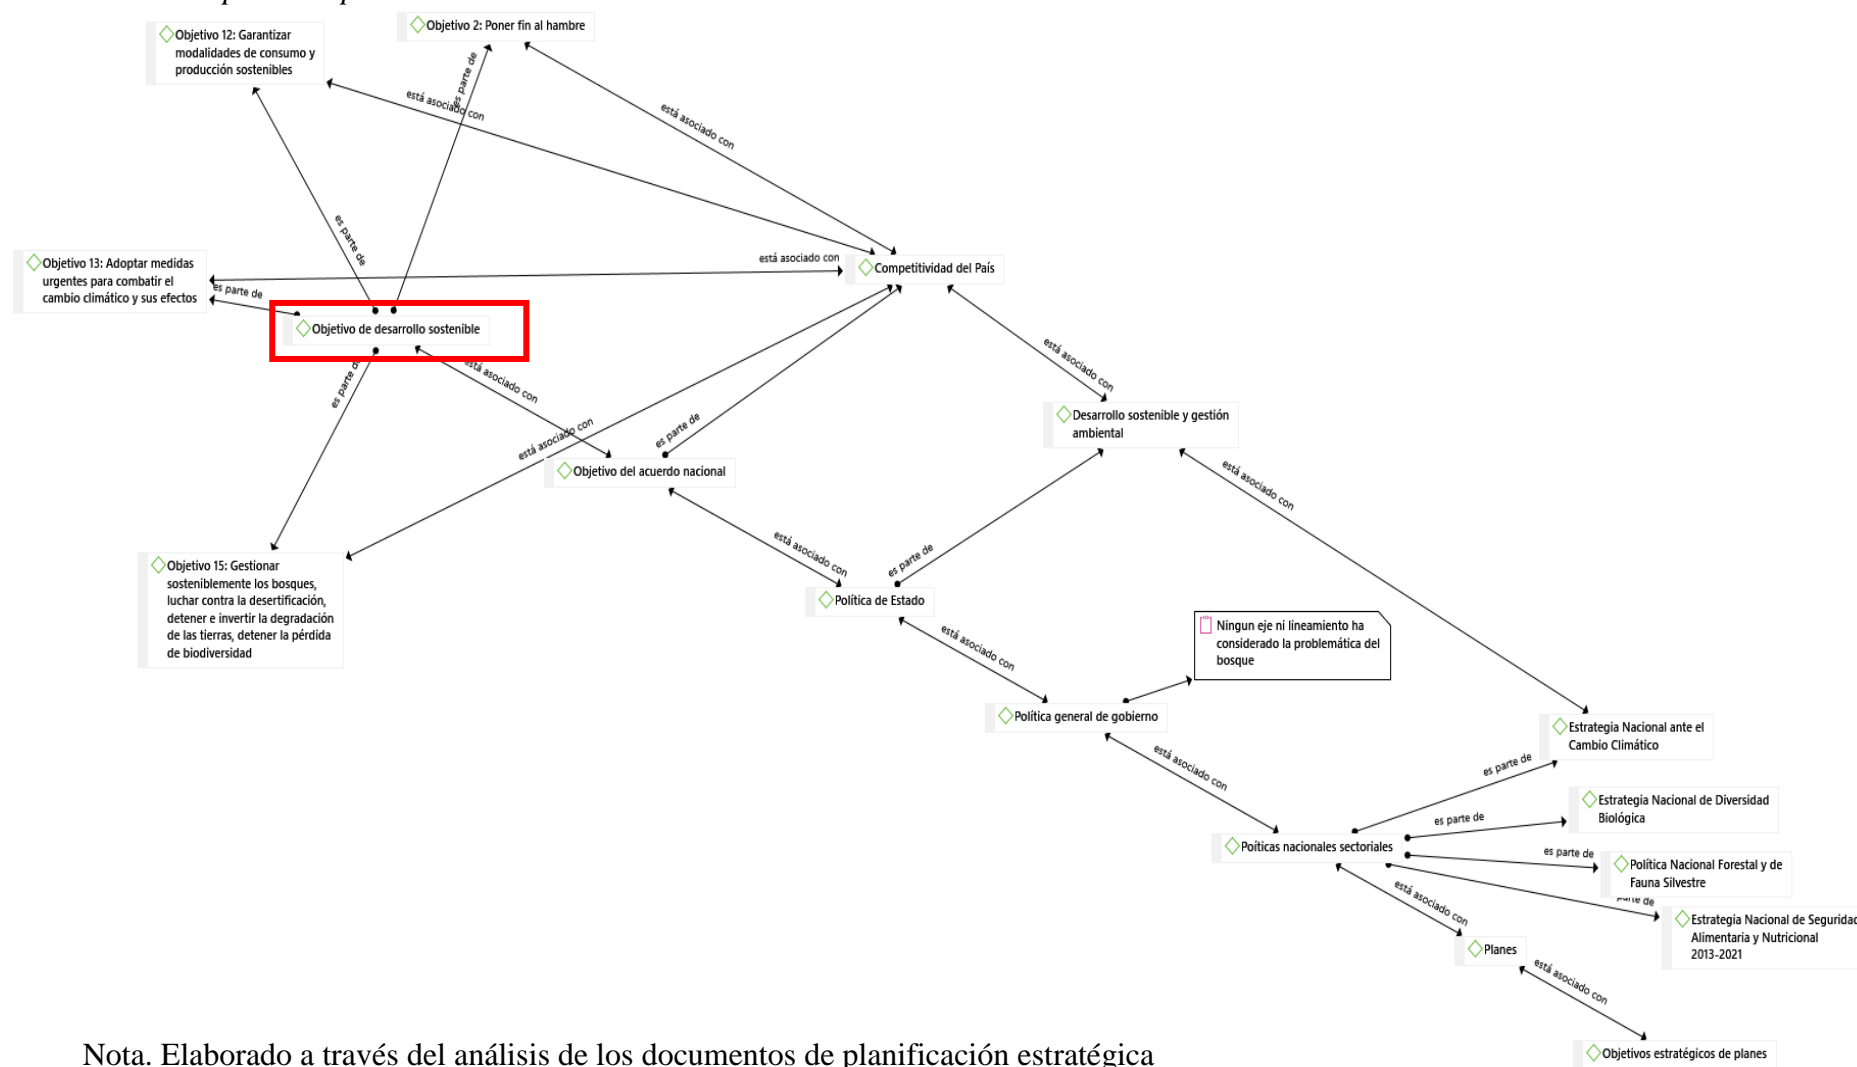 Objetivo 12: Garantizar
modalidades de consumo y
producción sostenibles
Objetivo 2: Poner fin al hambre
es parte de
está asociado con
está asociado con
es parte de
Objetivo 13: Adoptar medidas
urgentes para combatir el
cambio climático y sus efectos
está asociado con
Competitividad del País
es parte de
Objetivo de desarrollo sostenible
es parte de
está asociado con
está asociado con
es parte de
está asociado con
Desarrollo sostenible y gestión
ambiental
Objetivo del acuerdo nacional
está asociado con
está asociado con
es parte de
Objetivo 15: Gestionar
sosteniblemente los bosques,
luchar contra la desertificación,
detener e invertir la degradación
de las tierras, detener la pérdida
de biodiversidad
Política de Estado
está asociado con
Ningun eje ni lineamiento ha
considerado la problemática del
bosque
Política general de gobierno
está asociado con
Estrategia Nacional ante el
Cambio Climático
es parte de
Estrategia Nacional de Diversidad
Biológica
es parte de
Poíticas nacionales sectoriales
es parte de
Política Nacional Forestal y de
Fauna Silvestre
parte de
está asociado con
Estrategia Nacional de Seguridad
Alimentaria y Nutricional
2013-2021
Planes
está asociado con
Objetivos estratégicos de planes
Nota. Elaborado a través del análisis de los documentos de planificación estratégica